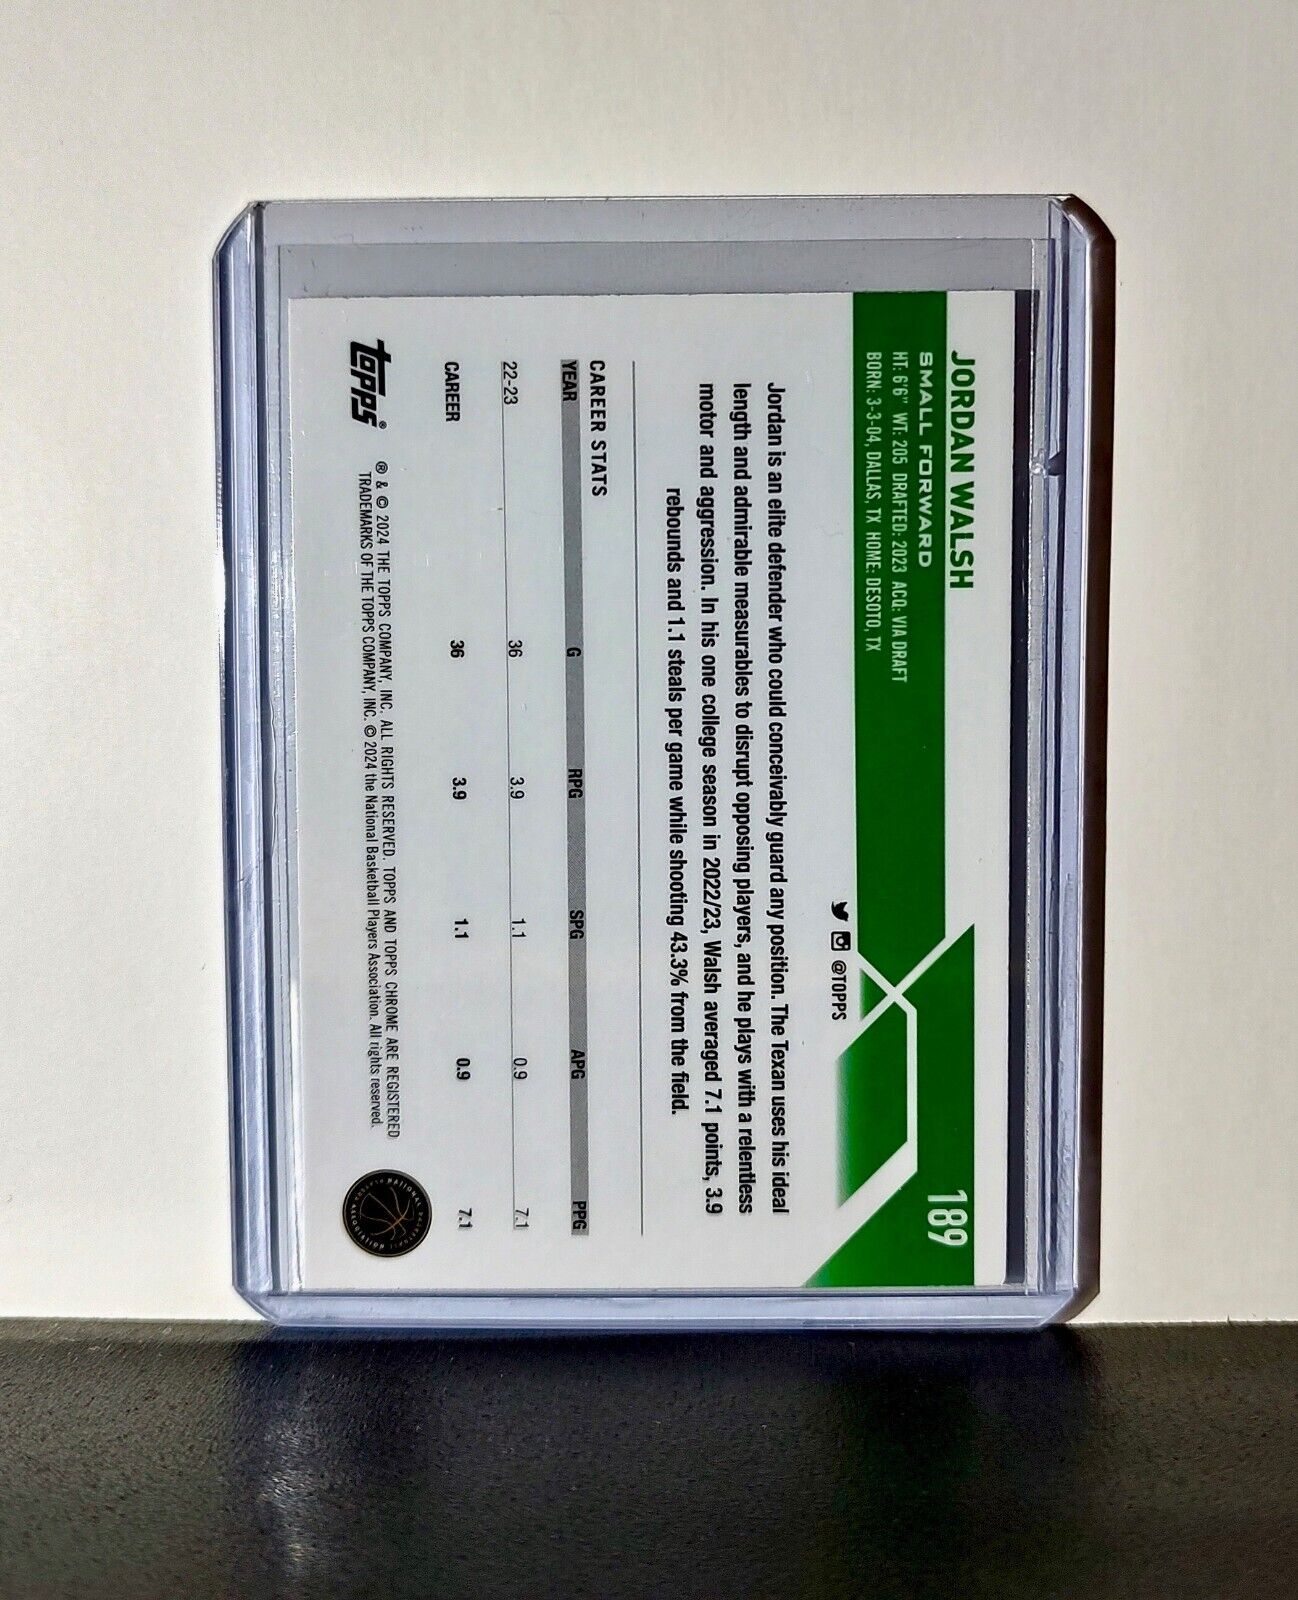 JORDAN WALSH
189
SMALL FORWARD
HT: 6'6" WT: 205 DRAFTED: 2023 ACQ: VIA DRAFT
BORN: 3-3-04, DALLAS, TX HOME: DESOTO, TX
@TOPPS
Jordan is an elite defender who could conceivably guard any position. The Texan uses his ideal
length and admirable measurables to disrupt opposing players, and he plays with a relentless
motor and aggression. In his one college season in 2022/23, Walsh averaged 7.1 points, 3.9
rebounds and 1.1 steals per game while shooting 43.3% from the field.
CAREER STATS
YEAR G RPG SPG APG PPG
22-23 36 3.9 1.1 0.9 7.1
CAREER 36 3.9 1.1 0.9 7.1
topps®
® & © 2024 THE TOPPS COMPANY, INC. ALL RIGHTS RESERVED. TOPPS AND TOPPS CHROME ARE REGISTERED
TRADEMARKS OF THE TOPPS COMPANY, INC. © 2024 the National Basketball Players Association. All rights reserved.
NATIONAL BASKETBALL
PLAYERS ASSOCIATION